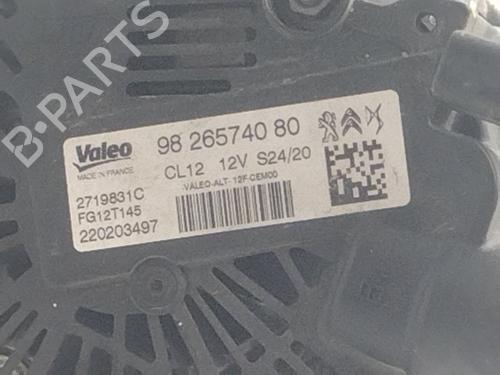 B-PARTS
Valeo
MADE IN FRANCE
98 265740 80
CL12 12V S24/20
-VALEO-ALT- 12F-CEM00
2719831C
FG12T145
220203497